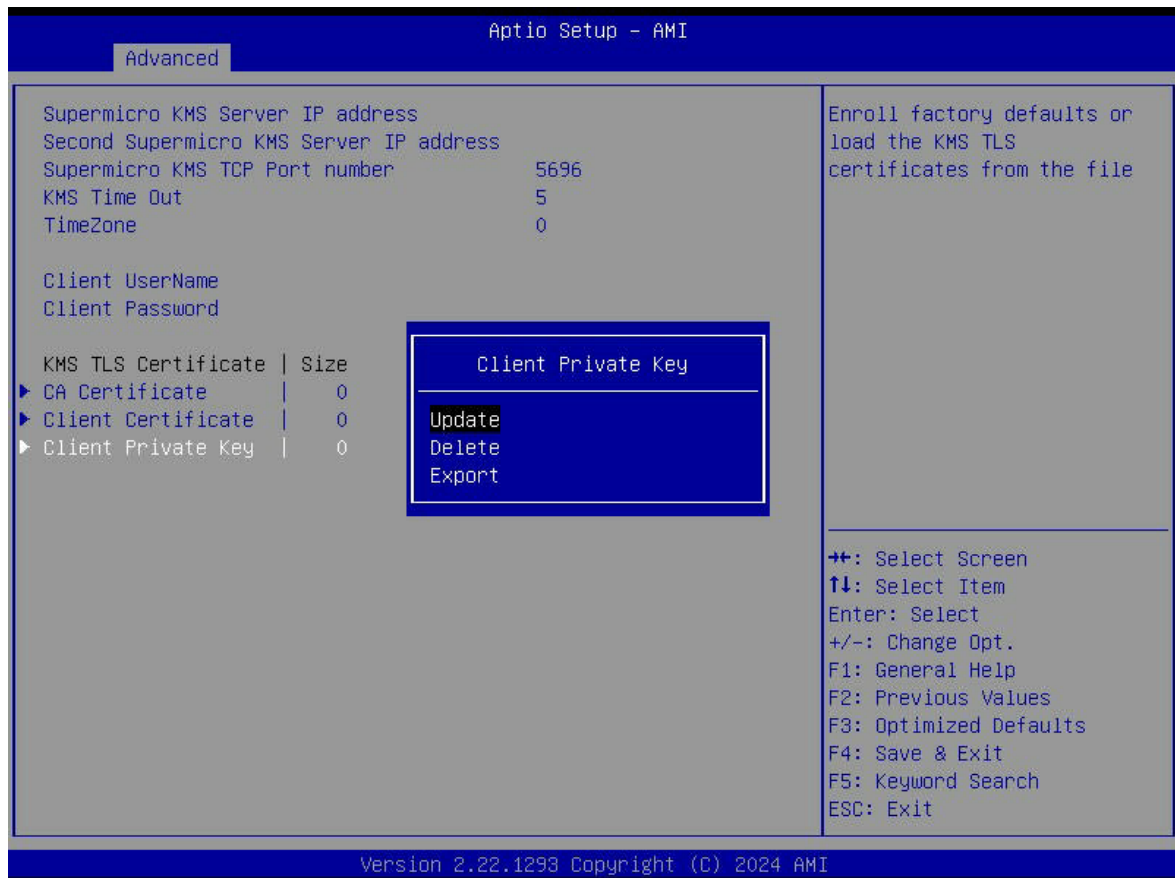 Aptio Setup - AMI
Advanced
Supermicro KMS Server IP address
Second Supermicro KMS Server IP address
Supermicro KMS TCP Port number 5696
KMS Time Out 5
TimeZone 0
Client UserName
Client Password
KMS TLS Certificate | Size
CA Certificate | 0
Client Certificate | 0
Client Private Key | 0
Client Private Key
Update
Delete
Export
Enroll factory defaults or
load the KMS TLS
certificates from the file
→←: Select Screen
↑↓: Select Item
Enter: Select
+/-: Change Opt.
F1: General Help
F2: Previous Values
F3: Optimized Defaults
F4: Save & Exit
F5: Keyword Search
ESC: Exit
Version 2.22.1293 Copyright (C) 2024 AMI